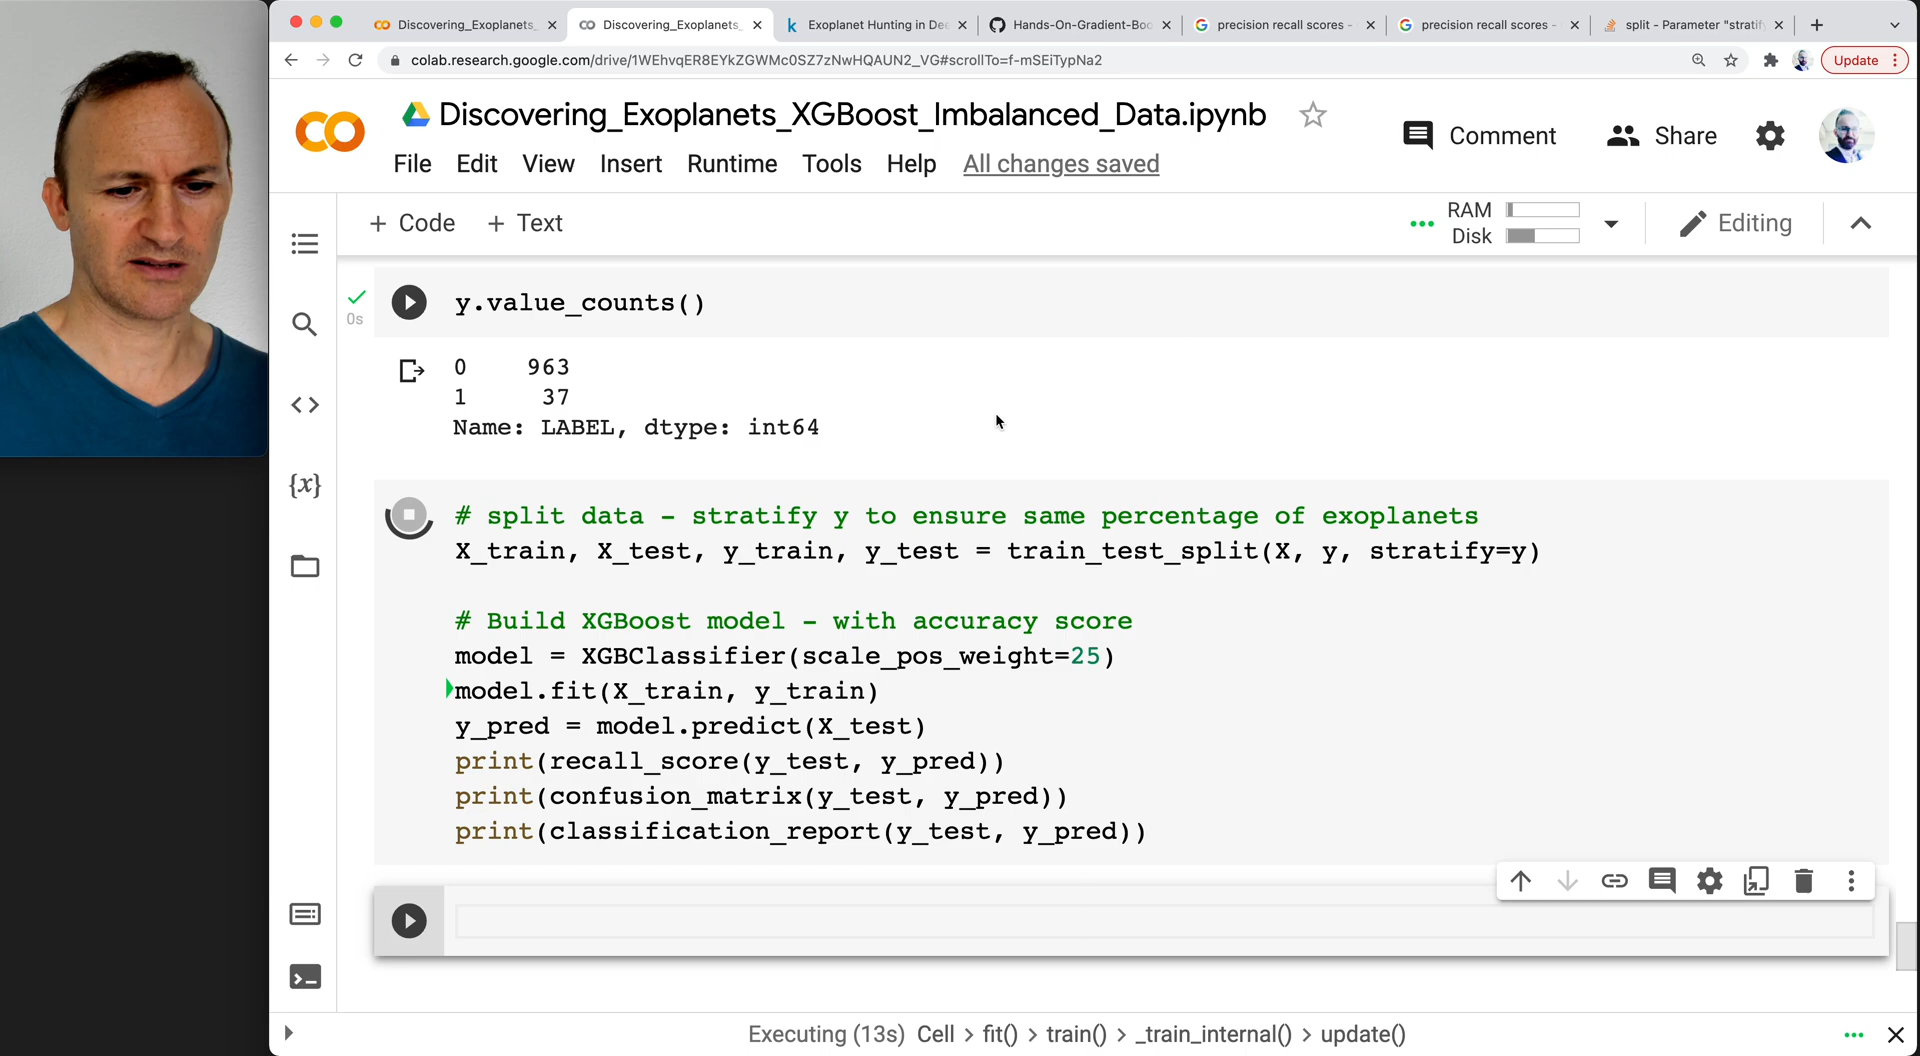 Discovering_Exoplanets_
Discovering_Exoplanets_
Exoplanet Hunting in Dee
Hands-On-Gradient-Boo
precision recall scores -
precision recall scores -
split - Parameter "stratify
colab.research.google.com/drive/1WEhvqER8EYkZGWMc0SZ7zNwHQAUN2_VG#scrollTo=f-mSEiTypNa2
Update
Discovering_Exoplanets_XGBoost_Imbalanced_Data.ipynb
Comment
Share
File Edit View Insert Runtime Tools Help All changes saved
+ Code + Text
RAM
Disk
Editing
y.value_counts()
0s
0 963
1 37
Name: LABEL, dtype: int64
{x}
# split data - stratify y to ensure same percentage of exoplanets
X_train, X_test, y_train, y_test = train_test_split(X, y, stratify=y)
# Build XGBoost model - with accuracy score
model = XGBClassifier(scale_pos_weight=25)
model.fit(X_train, y_train)
y_pred = model.predict(X_test)
print(recall_score(y_test, y_pred))
print(confusion_matrix(y_test, y_pred))
print(classification_report(y_test, y_pred))
Executing (13s) Cell > fit() > train() > _train_internal() > update()